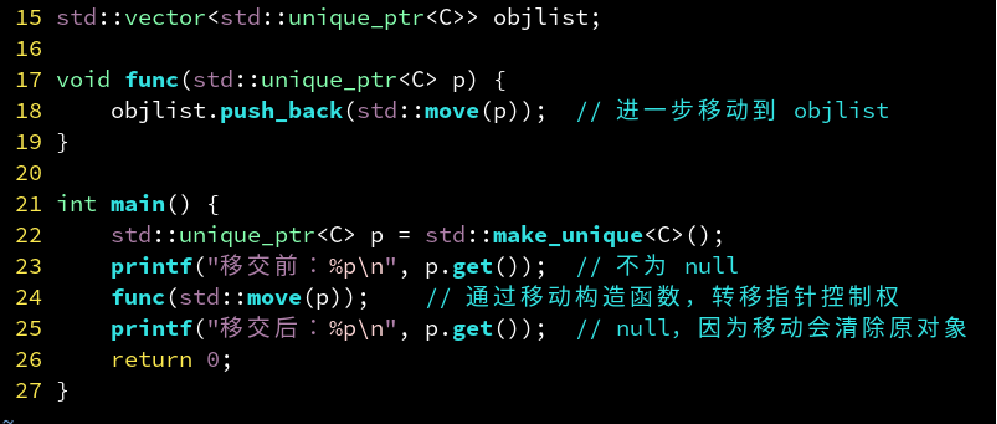 15 std::vector<std::unique_ptr<C>> objlist;
16
17 void func(std::unique_ptr<C> p) {
18     objlist.push_back(std::move(p));  // 进一步移动到 objlist
19 }
20
21 int main() {
22     std::unique_ptr<C> p = std::make_unique<C>();
23     printf("移交前：%p\n", p.get());  // 不为 null
24     func(std::move(p));    // 通过移动构造函数，转移指针控制权
25     printf("移交后：%p\n", p.get());  // null，因为移动会清除原对象
26     return 0;
27 }
~